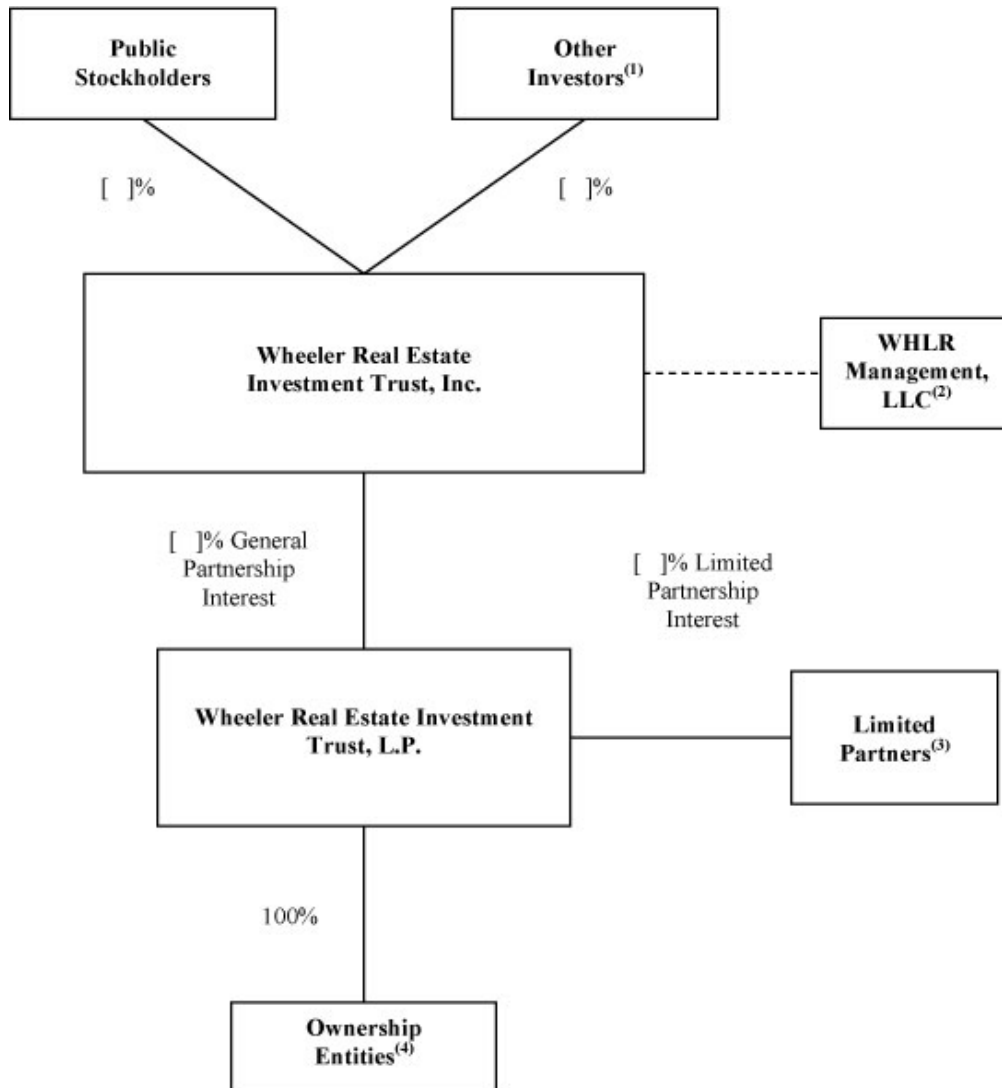 Public
Stockholders
Other
Investors(1)
[ ]%
[ ]%
Wheeler Real Estate
Investment Trust, Inc.
WHLR
Management,
LLC(2)
[ ]% General
Partnership
Interest
[ ]% Limited
Partnership
Interest
Wheeler Real Estate Investment
Trust, L.P.
Limited
Partners(3)
100%
Ownership
Entities(4)